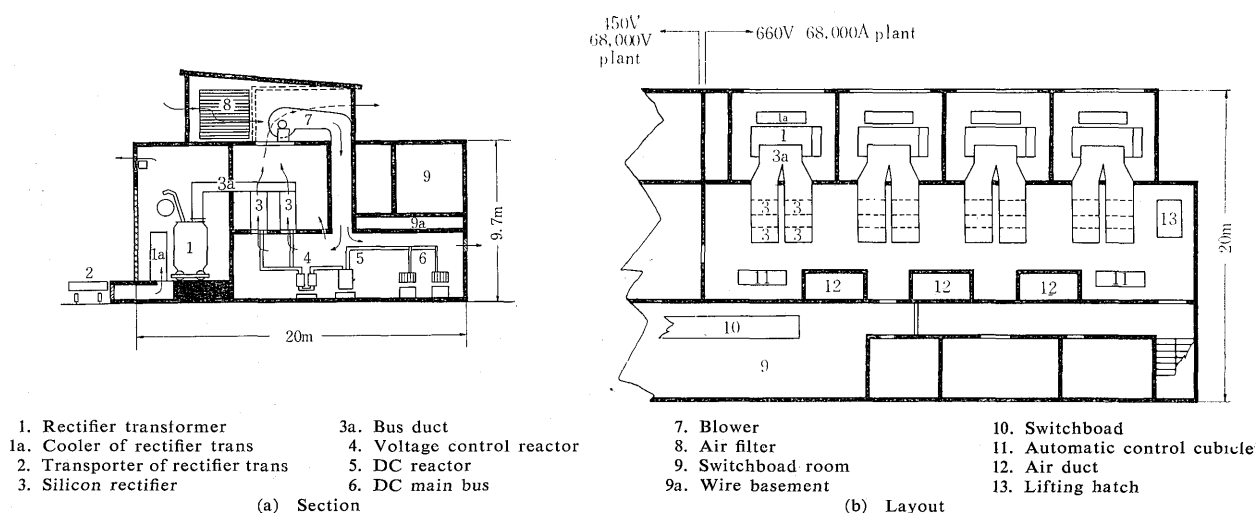 450V
68,000V
plant
660V 68,000A plant
8
7
3a
9
3
3
9a
9.7m
1
1a
4
5
6
2
20m
1a
1
3a
3
3
3
3
13
20m
11
12
12
12
11
10
9
1. Rectifier transformer
1a. Cooler of rectifier trans
2. Transporter of rectifier trans
3. Silicon rectifier
3a. Bus duct
4. Voltage control reactor
5. DC reactor
6. DC main bus
(a) Section
7. Blower
8. Air filter
9. Switchboad room
9a. Wire basement
10. Switchboad
11. Automatic control cubicle
12. Air duct
13. Lifting hatch
(b) Layout